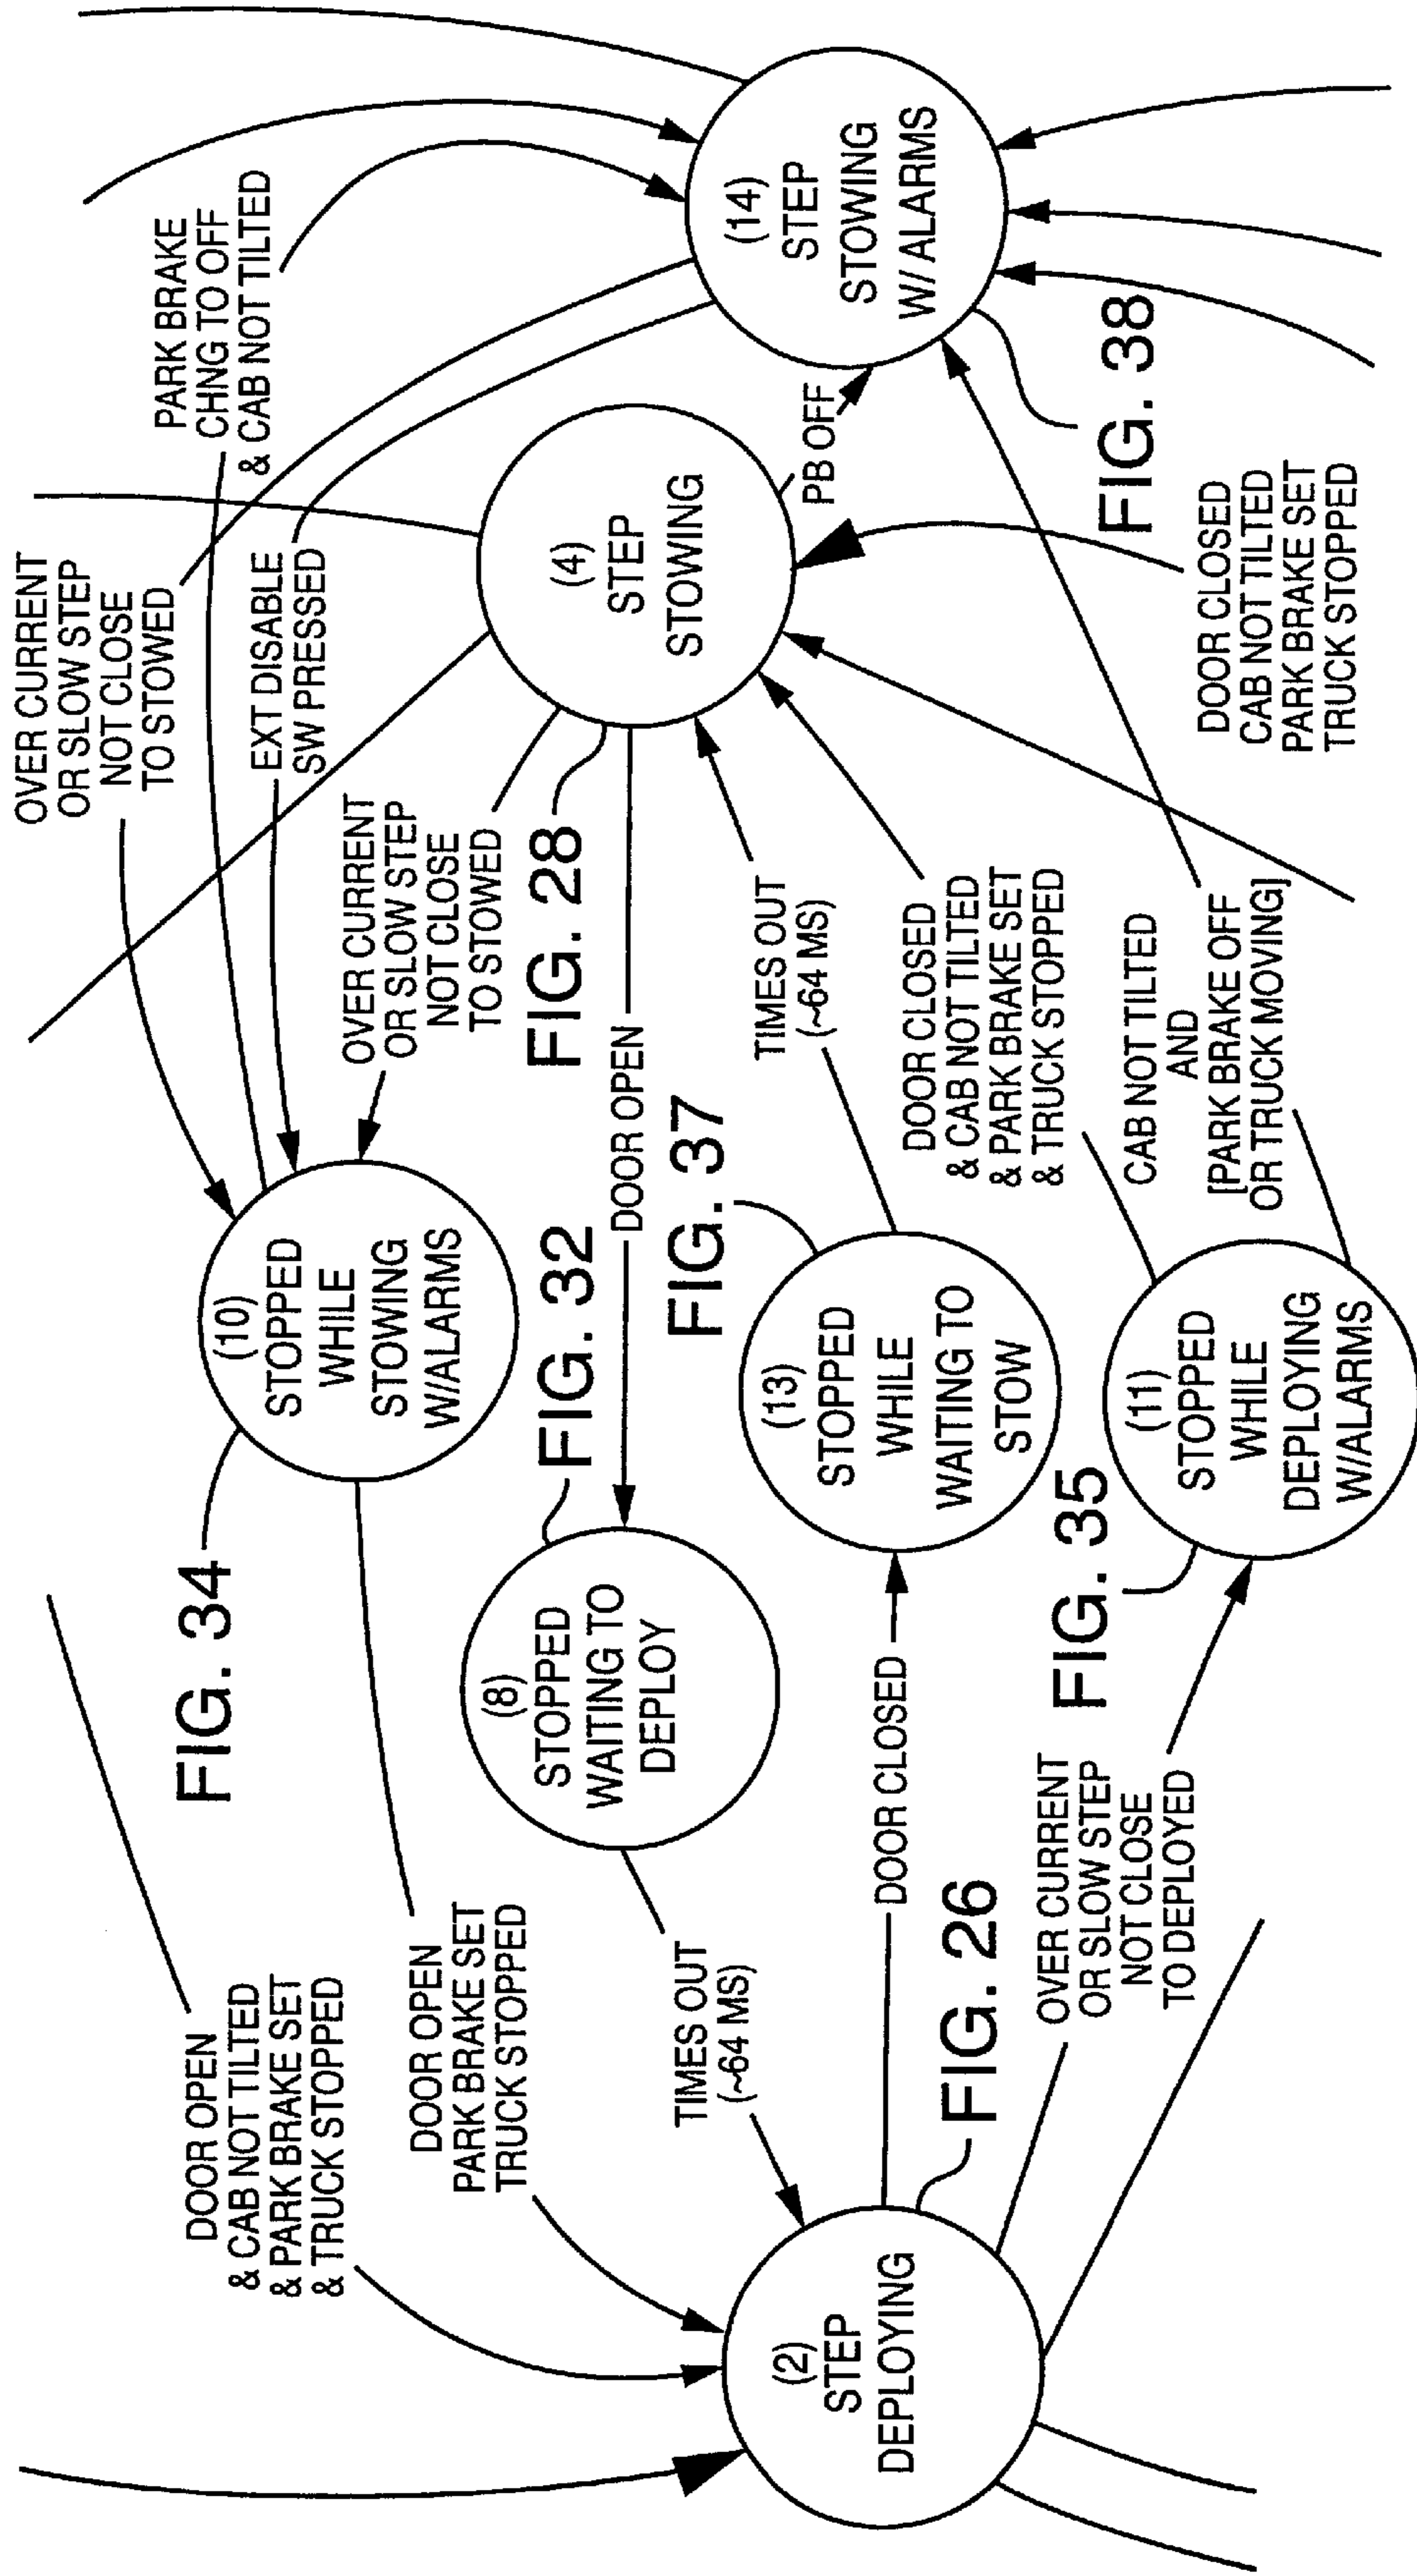 OVER CURRENT
OR SLOW STEP
NOT CLOSE
TO STOWED
PARK BRAKE
CHNG TO OFF
& CAB NOT TILTED
EXT DISABLE
SW PRESSED
DOOR OPEN
& CAB NOT TILTED
& PARK BRAKE SET
& TRUCK STOPPED
FIG. 34
(10)
STOPPED
WHILE
STOWING
W/ALARMS
OVER CURRENT
OR SLOW STEP
NOT CLOSE
TO STOWED
FIG. 28
(4)
STEP
STOWING
PB OFF
(14)
STEP
STOWING
W/ ALARMS
FIG. 38
DOOR OPEN
PARK BRAKE SET
TRUCK STOPPED
(8)
STOPPED
WAITING TO
DEPLOY
FIG. 32
DOOR OPEN
FIG. 37
TIMES OUT
(~64 MS)
TIMES OUT
(~64 MS)
(2)
STEP
DEPLOYING
FIG. 26
DOOR CLOSED
(13)
STOPPED
WHILE
WAITING TO
STOW
DOOR CLOSED
& CAB NOT TILTED
& PARK BRAKE SET
& TRUCK STOPPED
DOOR CLOSED
CAB NOT TILTED
PARK BRAKE SET
TRUCK STOPPED
OVER CURRENT
OR SLOW STEP
NOT CLOSE
TO DEPLOYED
FIG. 35
(11)
STOPPED
WHILE
DEPLOYING
W/ALARMS
CAB NOT TILTED
AND
[PARK BRAKE OFF
OR TRUCK MOVING]